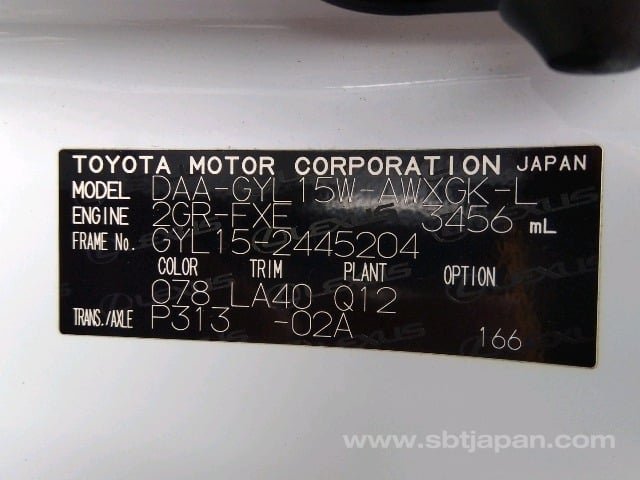 TOYOTA MOTOR CORPORATION JAPAN
MODEL DAA-GYL15W-AWXGK-L
ENGINE 2GR-FXE 3456 mL
FRAME No. GYL15-2445204
COLOR TRIM PLANT OPTION
078 LA40 Q12
TRANS./AXLE P313 -02A
166
www.sbtjapan.com